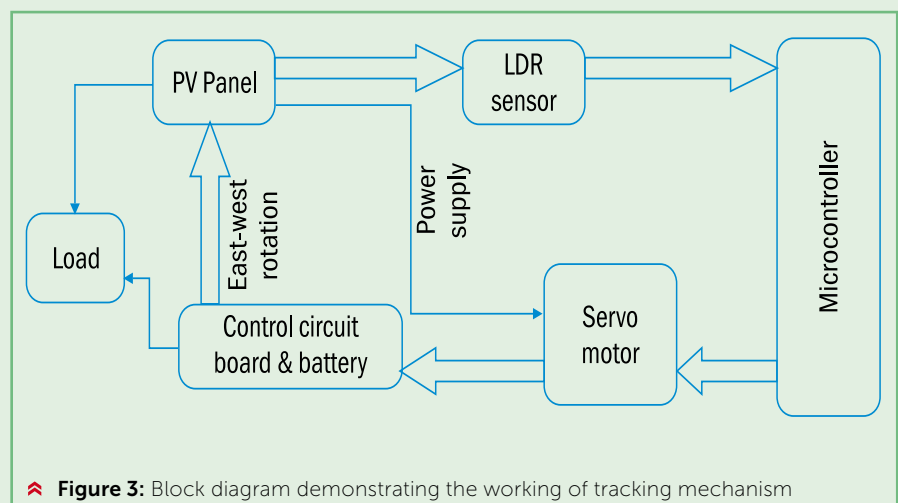 PV Panel
LDR
sensor
Microcontroller
East-west
rotation
Power
supply
Load
Control circuit
board & battery
Servo
motor
Figure 3: Block diagram demonstrating the working of tracking mechanism